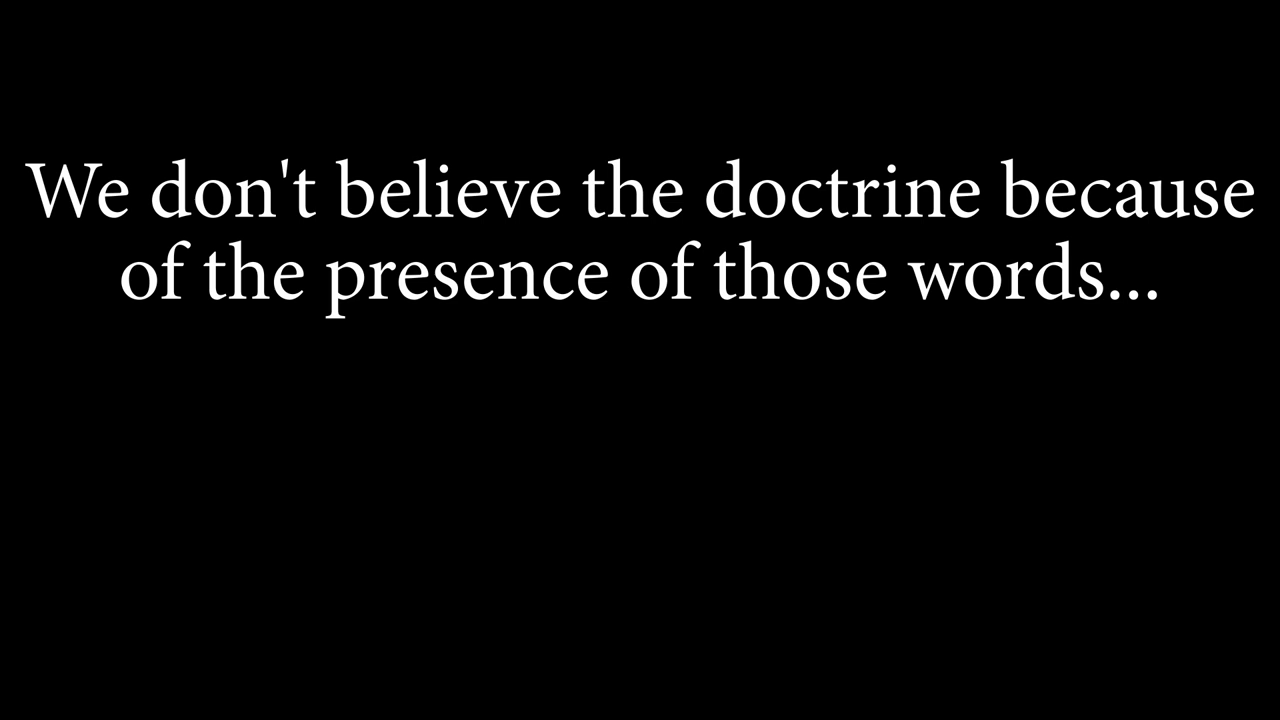 We don't believe the doctrine because
of the presence of those words...